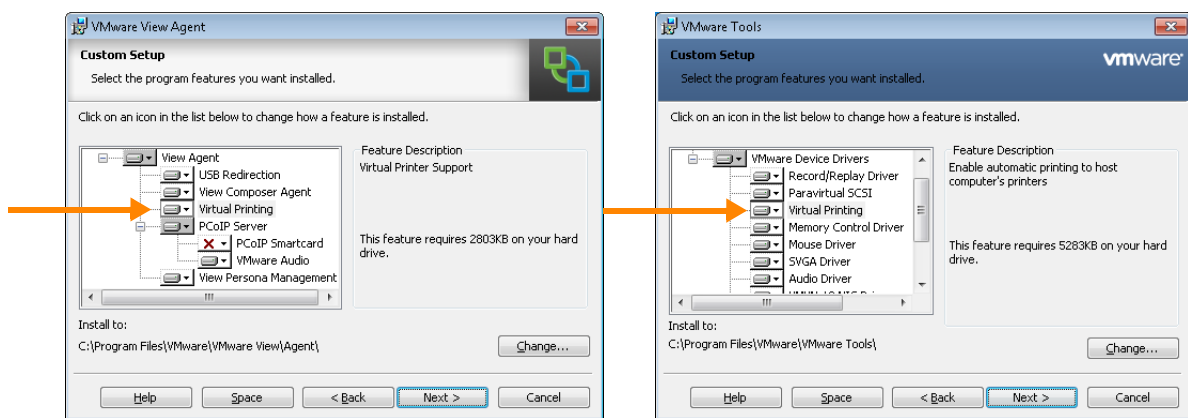 VMware View Agent
Custom Setup
Select the program features you want installed.
Click on an icon in the list below to change how a feature is installed.
View Agent
USB Redirection
View Composer Agent
Virtual Printing
PCoIP Server
PCoIP Smartcard
VMware Audio
View Persona Management
Feature Description
Virtual Printer Support
This feature requires 2803KB on your hard
drive.
Install to:
C:\Program Files\VMware\VMware View\Agent\
Change...
Help
Space
< Back
Next >
Cancel
VMware Tools
Custom Setup
Select the program features you want installed.
vmware
Click on an icon in the list below to change how a feature is installed.
VMware Device Drivers
Record/Replay Driver
Paravirtual SCSI
Virtual Printing
Memory Control Driver
Mouse Driver
SVGA Driver
Audio Driver
Feature Description
Enable automatic printing to host
computer's printers
This feature requires 5283KB on your hard
drive.
Install to:
C:\Program Files\VMware\VMware Tools\
Change...
Help
Space
< Back
Next >
Cancel